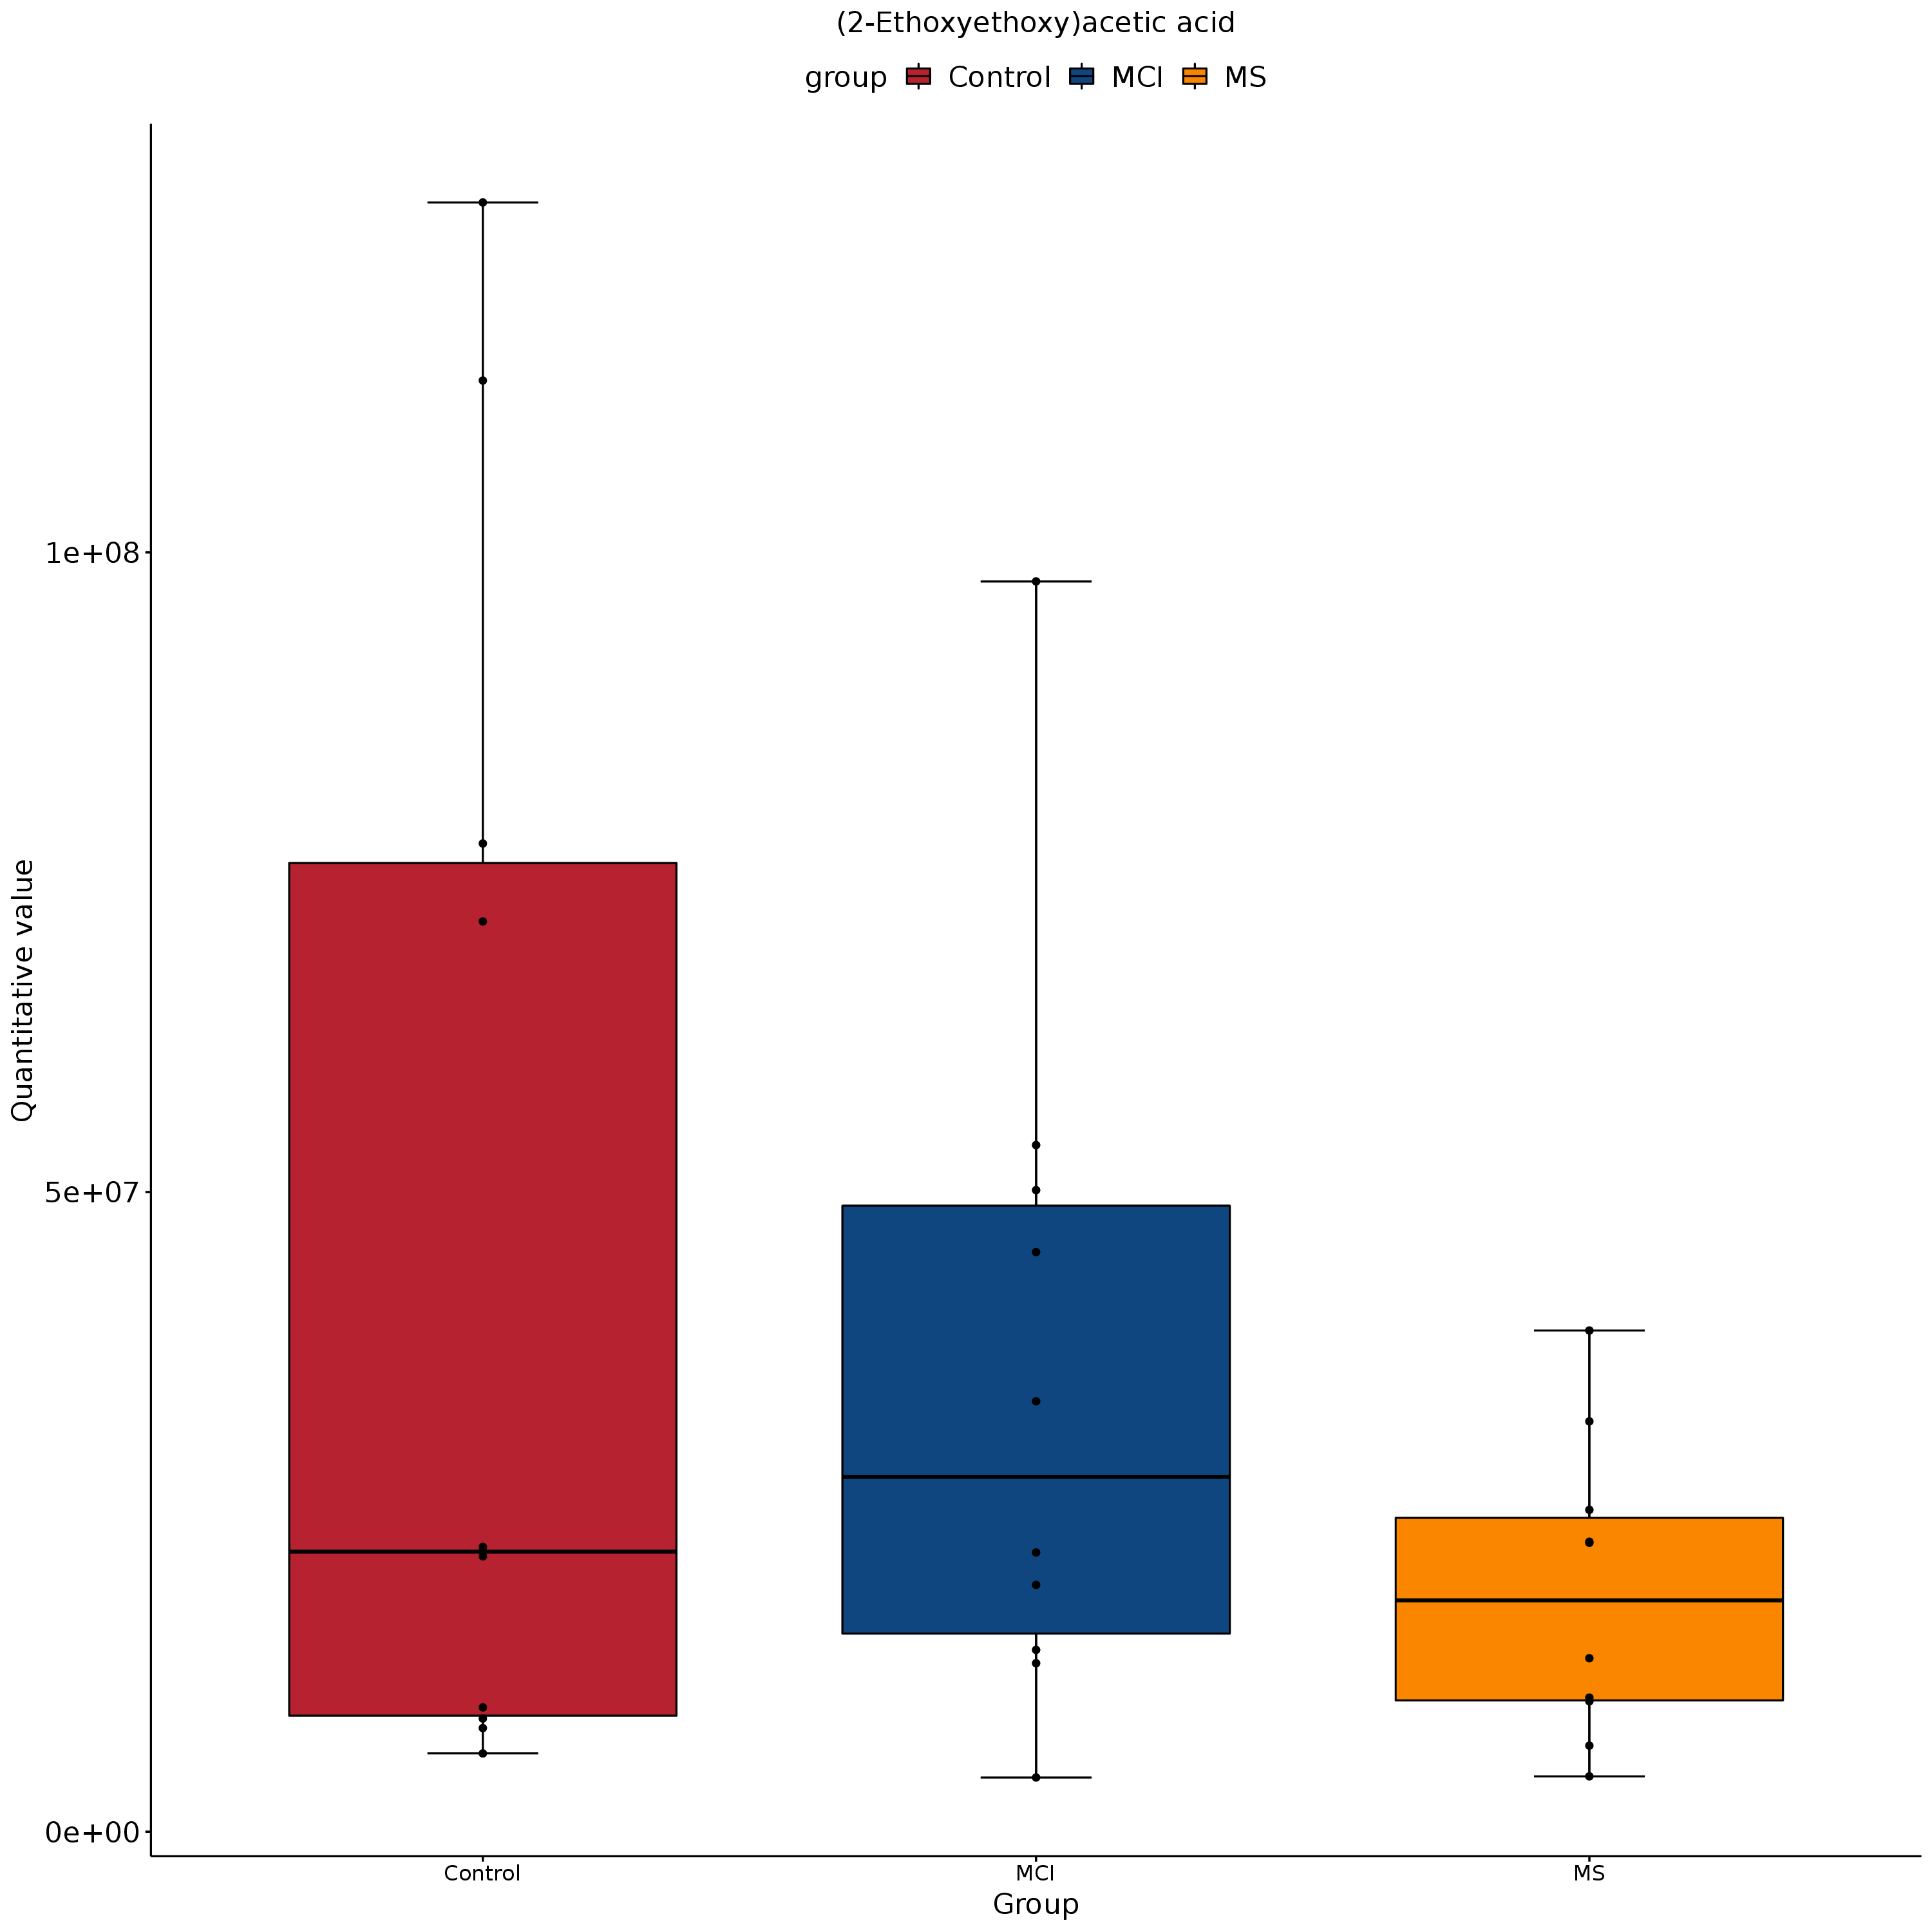 (2-Ethoxyethoxy)acetic acid
group Control MCI MS
Quantitative value
1e+08
5e+07
0e+00
Control MCI MS
Group